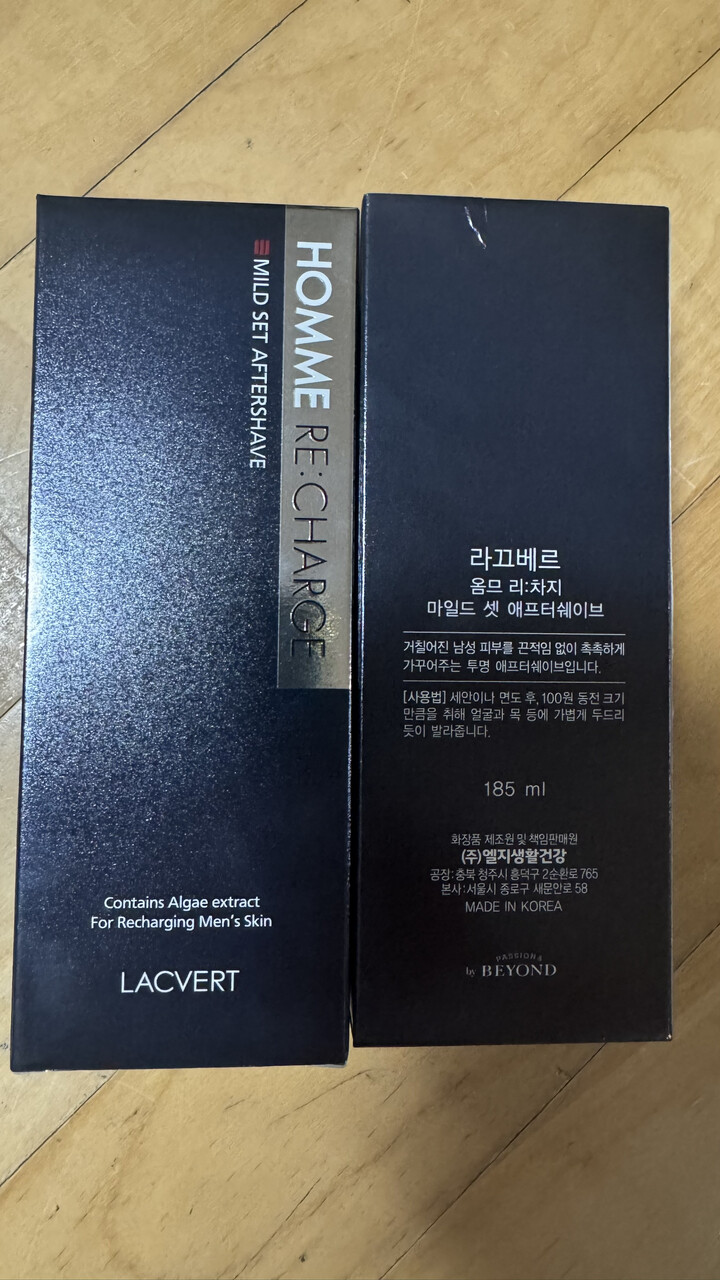 HOMME RE:CHARGE
MILD SET AFTERSHAVE
Contains Algae extract
For Recharging Men's Skin
LACVERT
라끄베르
옴므 리:차지
마일드 셋 애프터쉐이브
거칠어진 남성 피부를 끈적임 없이 촉촉하게
가꾸어주는 투명 애프터쉐이브입니다.
[사용법] 세안이나 면도 후, 100원 동전 크기
만큼을 취해 얼굴과 목 등에 가볍게 두드리
듯이 발라줍니다.
185 ml
화장품 제조원 및 책임판매원
(주)엘지생활건강
공장:충북 청주시 흥덕구 2순환로 765
본사:서울시 종로구 새문안로 58
MADE IN KOREA
PASSION&
by BEYOND